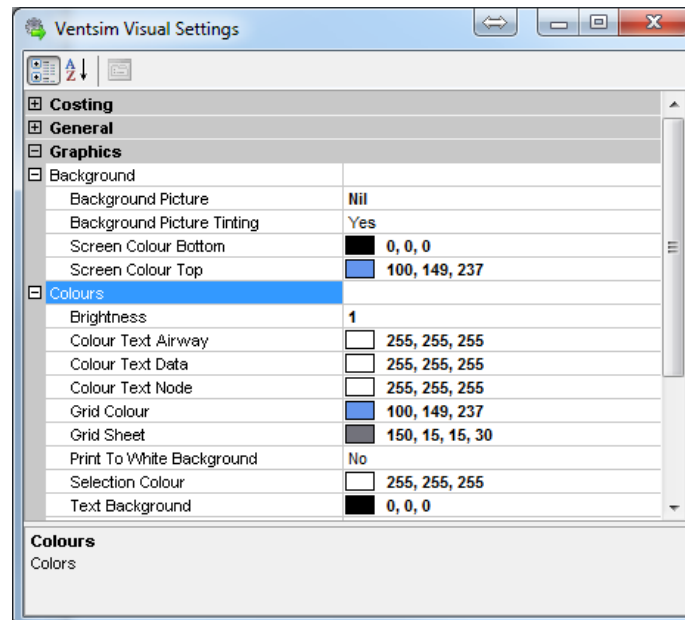 Ventsim Visual Settings
Costing
General
Graphics
Background
Background Picture Nil
Background Picture Tinting Yes
Screen Colour Bottom 0, 0, 0
Screen Colour Top 100, 149, 237
Colours
Brightness 1
Colour Text Airway 255, 255, 255
Colour Text Data 255, 255, 255
Colour Text Node 255, 255, 255
Grid Colour 100, 149, 237
Grid Sheet 150, 15, 15, 30
Print To White Background No
Selection Colour 255, 255, 255
Text Background 0, 0, 0
Colours
Colors